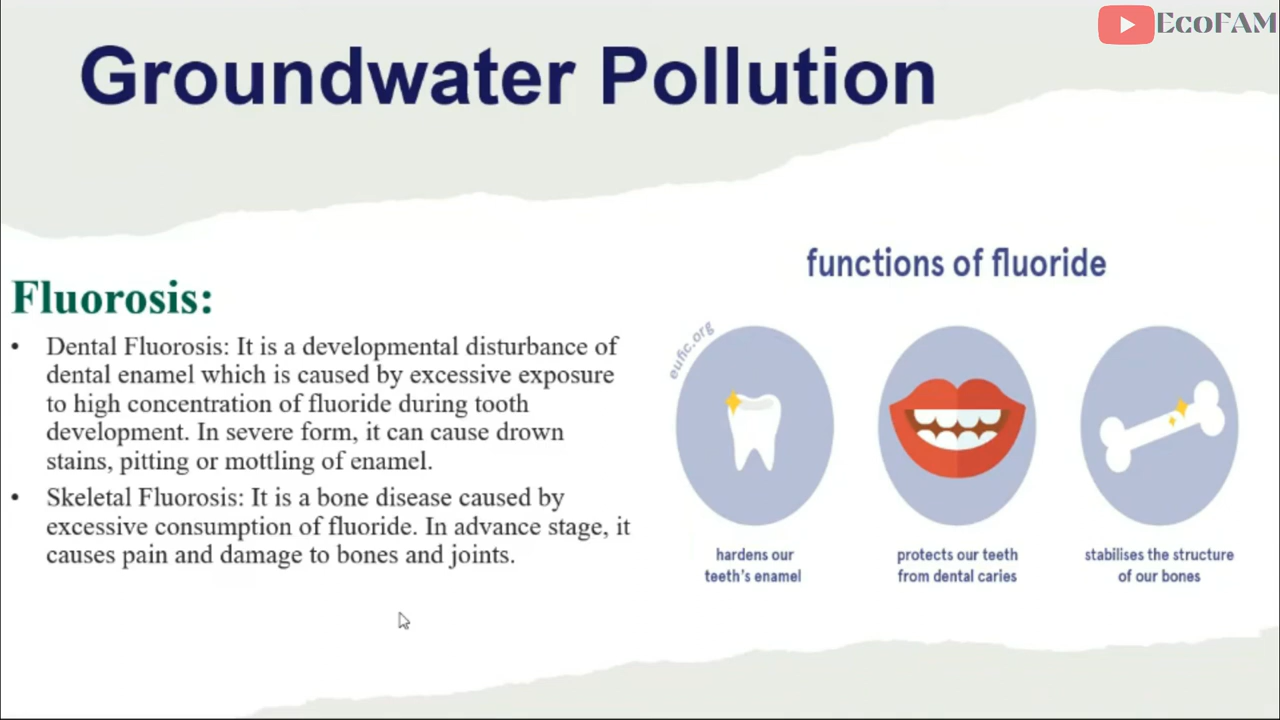 EcoFAM
Groundwater Pollution
Fluorosis:
• Dental Fluorosis: It is a developmental disturbance of
dental enamel which is caused by excessive exposure
to high concentration of fluoride during tooth
development. In severe form, it can cause drown
stains, pitting or mottling of enamel.
• Skeletal Fluorosis: It is a bone disease caused by
excessive consumption of fluoride. In advance stage, it
causes pain and damage to bones and joints.
functions of fluoride
eufic.org
hardens our
teeth's enamel
protects our teeth
from dental caries
stabilises the structure
of our bones